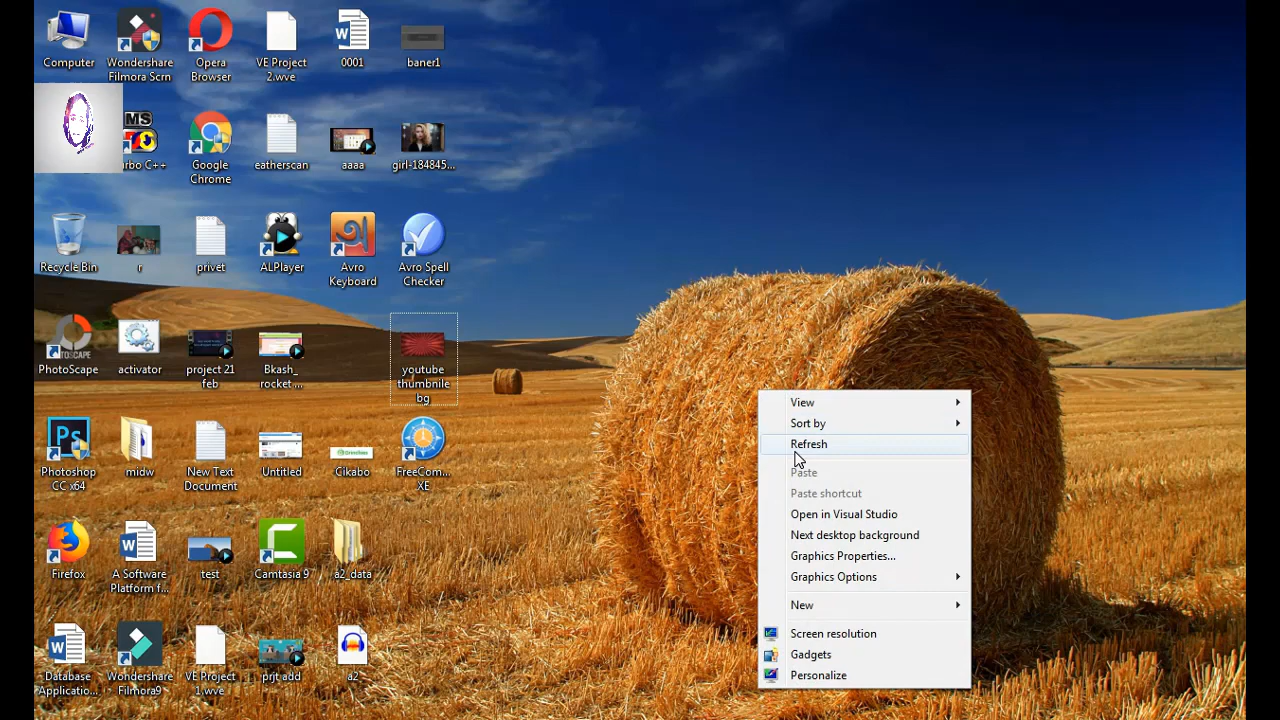 Computer
Wondershare
Filmora Scrn
Opera
Browser
VE Project
2.wve
0001
baner1
MS
rbo C++
Google
Chrome
eatherscan
aaaa
girl-184845...
Recycle Bin
r
privet
ALPlayer
Avro
Keyboard
Avro Spell
Checker
TOSCAPE
PhotoScape
activator
project 21
feb
Bkash_
rocket ...
youtube
thumbnile
bg
Ps
Photoshop
CC x64
midw
New Text
Document
Untitled
Cikabo
FreeCom...
XE
Firefox
A Software
Platform f...
test
Camtasia 9
a2_data
Database
Applicatio...
Wondershare
Filmora9
VE Project
1.wve
prjt add
a2
View
Sort by
Refresh
Paste
Paste shortcut
Open in Visual Studio
Next desktop background
Graphics Properties...
Graphics Options
New
Screen resolution
Gadgets
Personalize